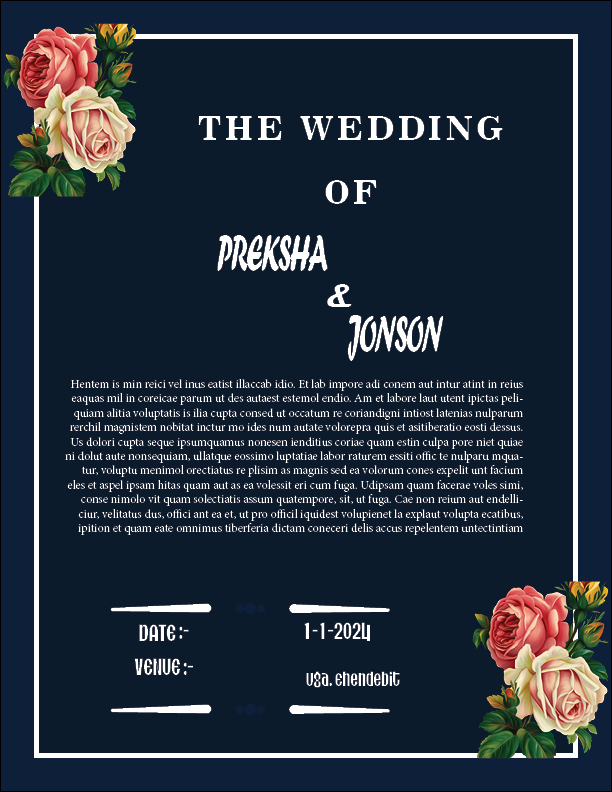 THE WEDDING
OF
PREKSHA
&
JONSON
Hentem is min reici vel inus eatist illaccab idio. Et lab impore adi conem aut intur atint in reius
eaquas mil in coreicae parum ut des autaest estemol endio. Am et labore laut utent ipictas peli-
quiam alitia voluptatis is ilia cupta consed ut occatum re coriandigni intiost latenias nulparum
rerchil magnistem nobitat inctur mo ides num autate volorepra quis et asitiberatio eosti dessus.
Us dolori cupta seque ipsumquamus nonesen ienditius coriae quam estin culpa pore niet quiae
ni dolut aute nonsequiam, ullatque eossimo luptatiae labor raturem essiti offic te nulparu mqua-
tur, voluptu menimol orectiatus re plisim as magnis sed ea volorum cones expelit unt facium
eles et aspel ipsam hitas quam aut as ea volessit eri cum fuga. Udipsam quam facerae voles simi,
conse nimolo vit quam solectiatis assum quatempore, sit, ut fuga. Cae non reium aut endelli-
ciur, velitatus dus, offici ant ea et, ut pro officil iquidest volupienet la explaut volupta ecatibus,
ipition et quam eate omnimus tiberferia dictam coneceri delis accus repelentem untectintiam
DATE :- 1-1-2024
VENUE :- uga. ehendebit